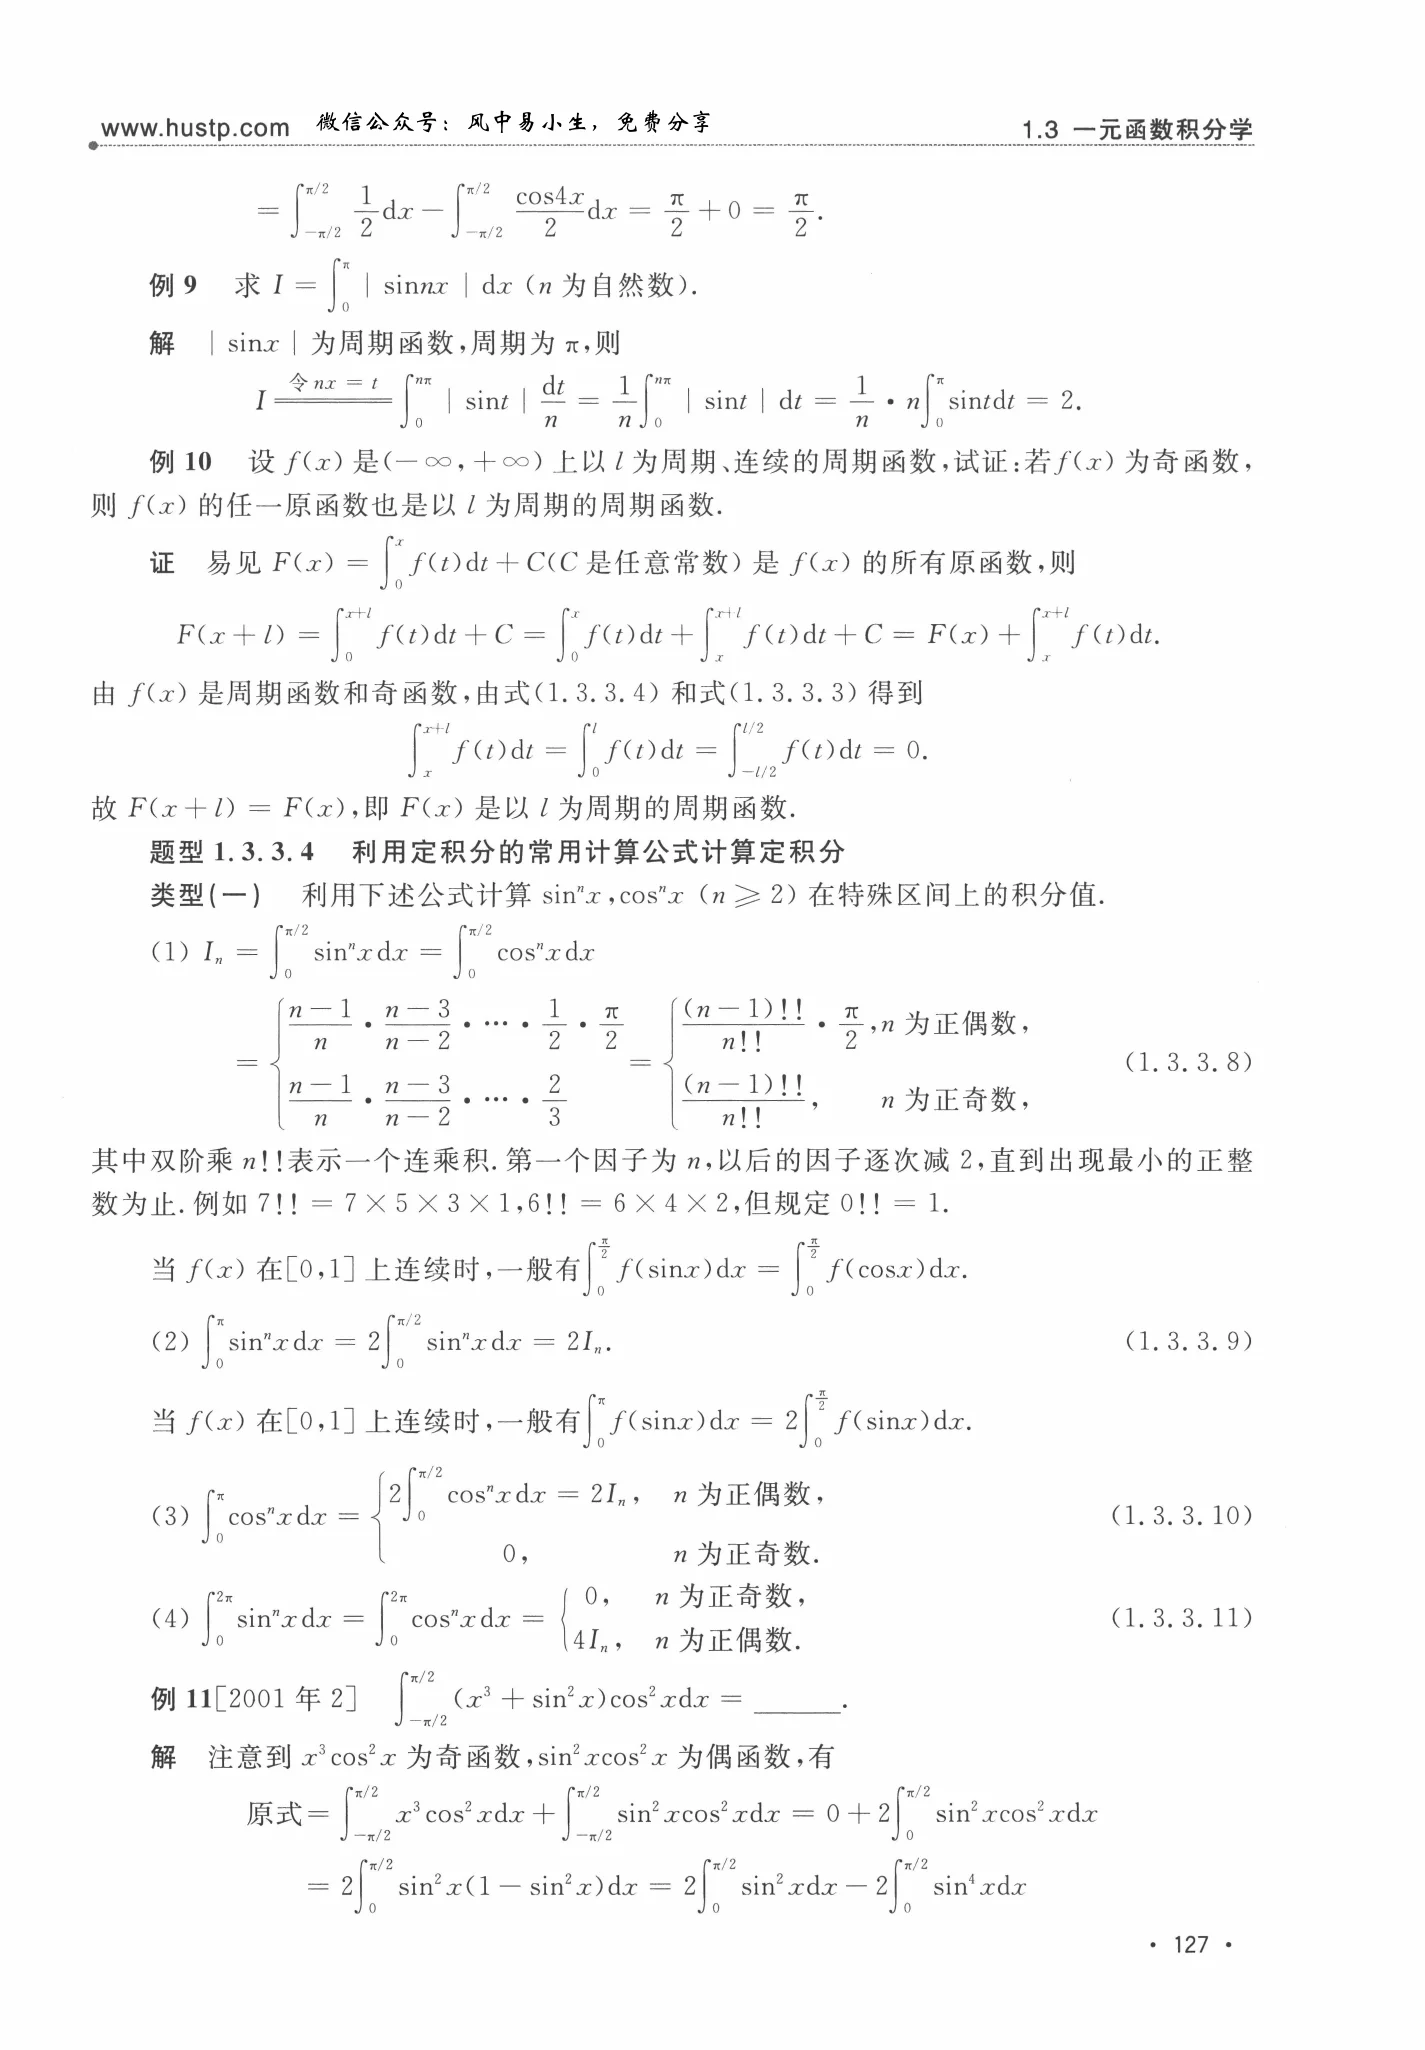 www.hustp.com 微信公众号：风中易小生，免费分享 1.3 一元函数积分学
$=\int_{-\pi/2}^{\pi/2}\frac{1}{2}dx-\int_{-\pi/2}^{\pi/2}\frac{\cos4x}{2}dx=\frac{\pi}{2}+0=\frac{\pi}{2}.$
例 9 求 $I=\int_0^{\pi}|\sin nx|dx$ (n 为自然数).
解 $|\sin x|$ 为周期函数,周期为 π,则
$I\xlongequal{令 nx=t}\int_0^{n\pi}|\sin t|\frac{dt}{n}=\frac{1}{n}\int_0^{n\pi}|\sin t|dt=\frac{1}{n}\cdot n\int_0^{\pi}\sin tdt=2.$
例 10 设 f(x) 是(−∞,+∞) 上以 l 为周期、连续的周期函数,试证:若 f(x) 为奇函数,
则 f(x) 的任一原函数也是以 l 为周期的周期函数.
证 易见 $F(x)=\int_0^x f(t)dt+C$(C 是任意常数) 是 f(x) 的所有原函数,则
$F(x+l)=\int_0^{x+l}f(t)dt+C=\int_0^x f(t)dt+\int_x^{x+l}f(t)dt+C=F(x)+\int_x^{x+l}f(t)dt.$
由 f(x) 是周期函数和奇函数,由式(1.3.3.4) 和式(1.3.3.3) 得到
$\int_x^{x+l}f(t)dt=\int_0^l f(t)dt=\int_{-l/2}^{l/2}f(t)dt=0.$
故 F(x+l) = F(x),即 F(x) 是以 l 为周期的周期函数.
题型 1.3.3.4 利用定积分的常用计算公式计算定积分
类型(一) 利用下述公式计算 $\sin^n x,\cos^n x$ (n ≥ 2) 在特殊区间上的积分值.
(1) $I_n=\int_0^{\pi/2}\sin^n xdx=\int_0^{\pi/2}\cos^n xdx$
$=\begin{cases}\frac{n-1}{n}\cdot\frac{n-3}{n-2}\cdot\cdots\cdot\frac{1}{2}\cdot\frac{\pi}{2}\\\frac{n-1}{n}\cdot\frac{n-3}{n-2}\cdot\cdots\cdot\frac{2}{3}\end{cases}=\begin{cases}\frac{(n-1)!!}{n!!}\cdot\frac{\pi}{2},n 为正偶数,\\\frac{(n-1)!!}{n!!},\quad n 为正奇数,\end{cases}$ (1.3.3.8)
其中双阶乘 n!!表示一个连乘积.第一个因子为 n,以后的因子逐次减 2,直到出现最小的正整
数为止.例如 7!! = 7×5×3×1,6!! = 6×4×2,但规定 0!! = 1.
当 f(x) 在[0,1] 上连续时,一般有 $\int_0^{\frac{\pi}{2}}f(\sin x)dx=\int_0^{\frac{\pi}{2}}f(\cos x)dx.$
(2) $\int_0^{\pi}\sin^n xdx=2\int_0^{\pi/2}\sin^n xdx=2I_n.$ (1.3.3.9)
当 f(x) 在[0,1] 上连续时,一般有 $\int_0^{\pi}f(\sin x)dx=2\int_0^{\frac{\pi}{2}}f(\sin x)dx.$
(3) $\int_0^{\pi}\cos^n xdx=\begin{cases}2\int_0^{\pi/2}\cos^n xdx=2I_n,& n 为正偶数,\\0,& n 为正奇数.\end{cases}$ (1.3.3.10)
(4) $\int_0^{2\pi}\sin^n xdx=\int_0^{2\pi}\cos^n xdx=\begin{cases}0,& n 为正奇数,\\4I_n,& n 为正偶数.\end{cases}$ (1.3.3.11)
例 11[2001 年 2] $\int_{-\pi/2}^{\pi/2}(x^3+\sin^2 x)\cos^2 xdx=$ ______.
解 注意到 $x^3\cos^2 x$ 为奇函数,$\sin^2 x\cos^2 x$ 为偶函数,有
原式$=\int_{-\pi/2}^{\pi/2}x^3\cos^2 xdx+\int_{-\pi/2}^{\pi/2}\sin^2 x\cos^2 xdx=0+2\int_0^{\pi/2}\sin^2 x\cos^2 xdx$
$=2\int_0^{\pi/2}\sin^2 x(1-\sin^2 x)dx=2\int_0^{\pi/2}\sin^2 xdx-2\int_0^{\pi/2}\sin^4 xdx$
· 127 ·